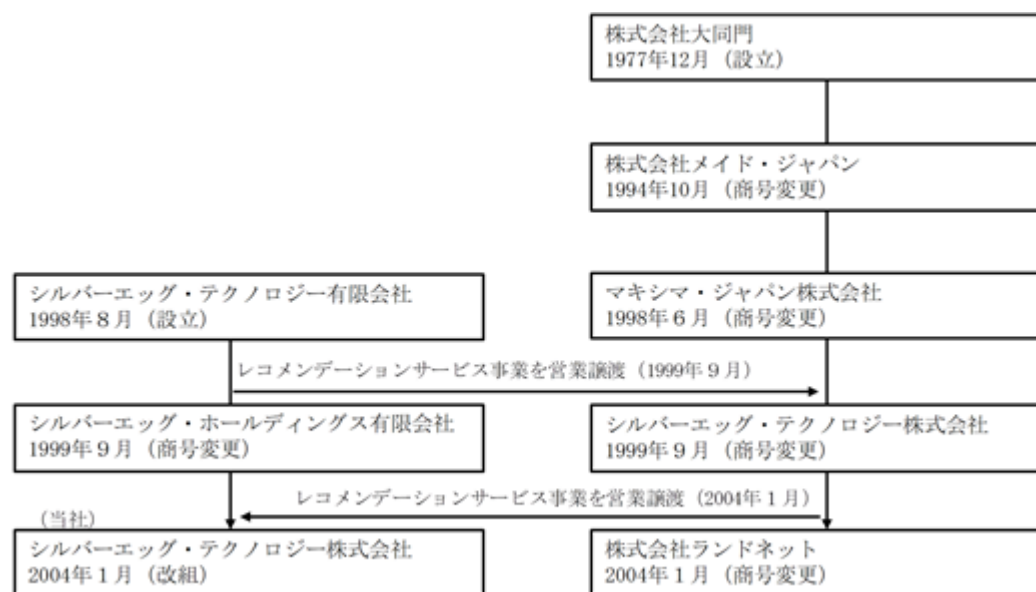 株式会社大同門
1977年12月（設立）
株式会社メイド・ジャパン
1994年10月（商号変更）
シルバーエッグ・テクノロジー有限会社
1998年８月（設立）
マキシマ・ジャパン株式会社
1998年６月（商号変更）
レコメンデーションサービス事業を営業譲渡（1999年９月）
シルバーエッグ・ホールディングス有限会社
1999年９月（商号変更）
シルバーエッグ・テクノロジー株式会社
1999年９月（商号変更）
レコメンデーションサービス事業を営業譲渡（2004年１月）
（当社）
シルバーエッグ・テクノロジー株式会社
2004年１月（改組）
株式会社ランドネット
2004年１月（商号変更）